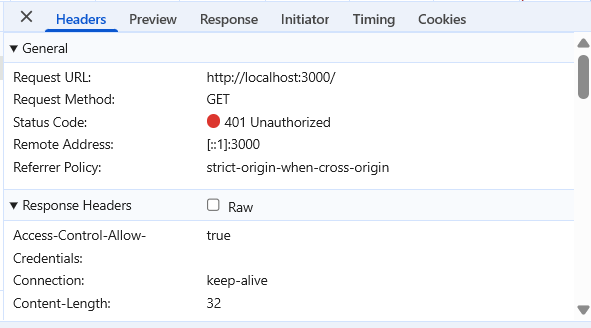 Headers Preview Response Initiator Timing Cookies
General
Request URL: http://localhost:3000/
Request Method: GET
Status Code: 401 Unauthorized
Remote Address: [::1]:3000
Referrer Policy: strict-origin-when-cross-origin
Response Headers Raw
Access-Control-Allow- true
Credentials:
Connection: keep-alive
Content-Length: 32